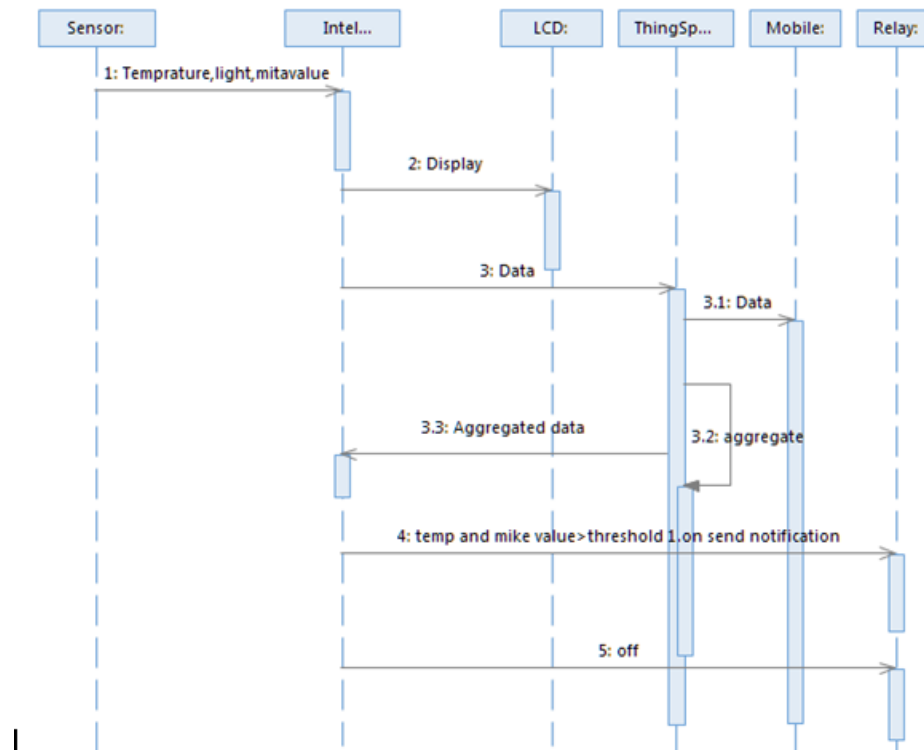 Sensor:
Intel...
LCD:
ThingSp...
Mobile:
Relay:
1: Temprature,light,mitavalue
2: Display
3: Data
3.1: Data
3.2: aggregate
3.3: Aggregated data
4: temp and mike value>threshold 1.on send notification
5: off